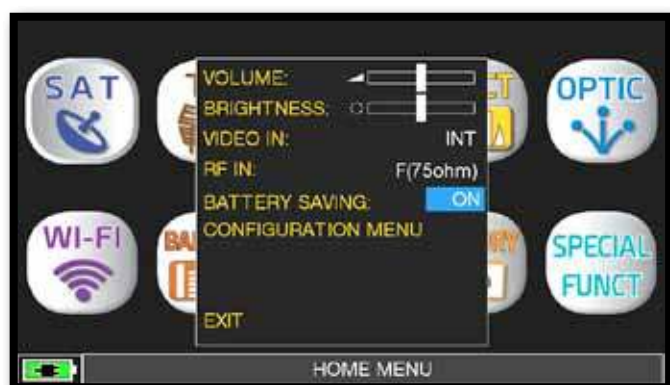 SAT
OPTIC
VOLUME:
BRIGHTNESS:
VIDEO IN: INT
RF IN: F(75ohm)
BATTERY SAVING: ON
CONFIGURATION MENU
EXIT
WI-FI
SPECIAL
FUNCT
HOME MENU